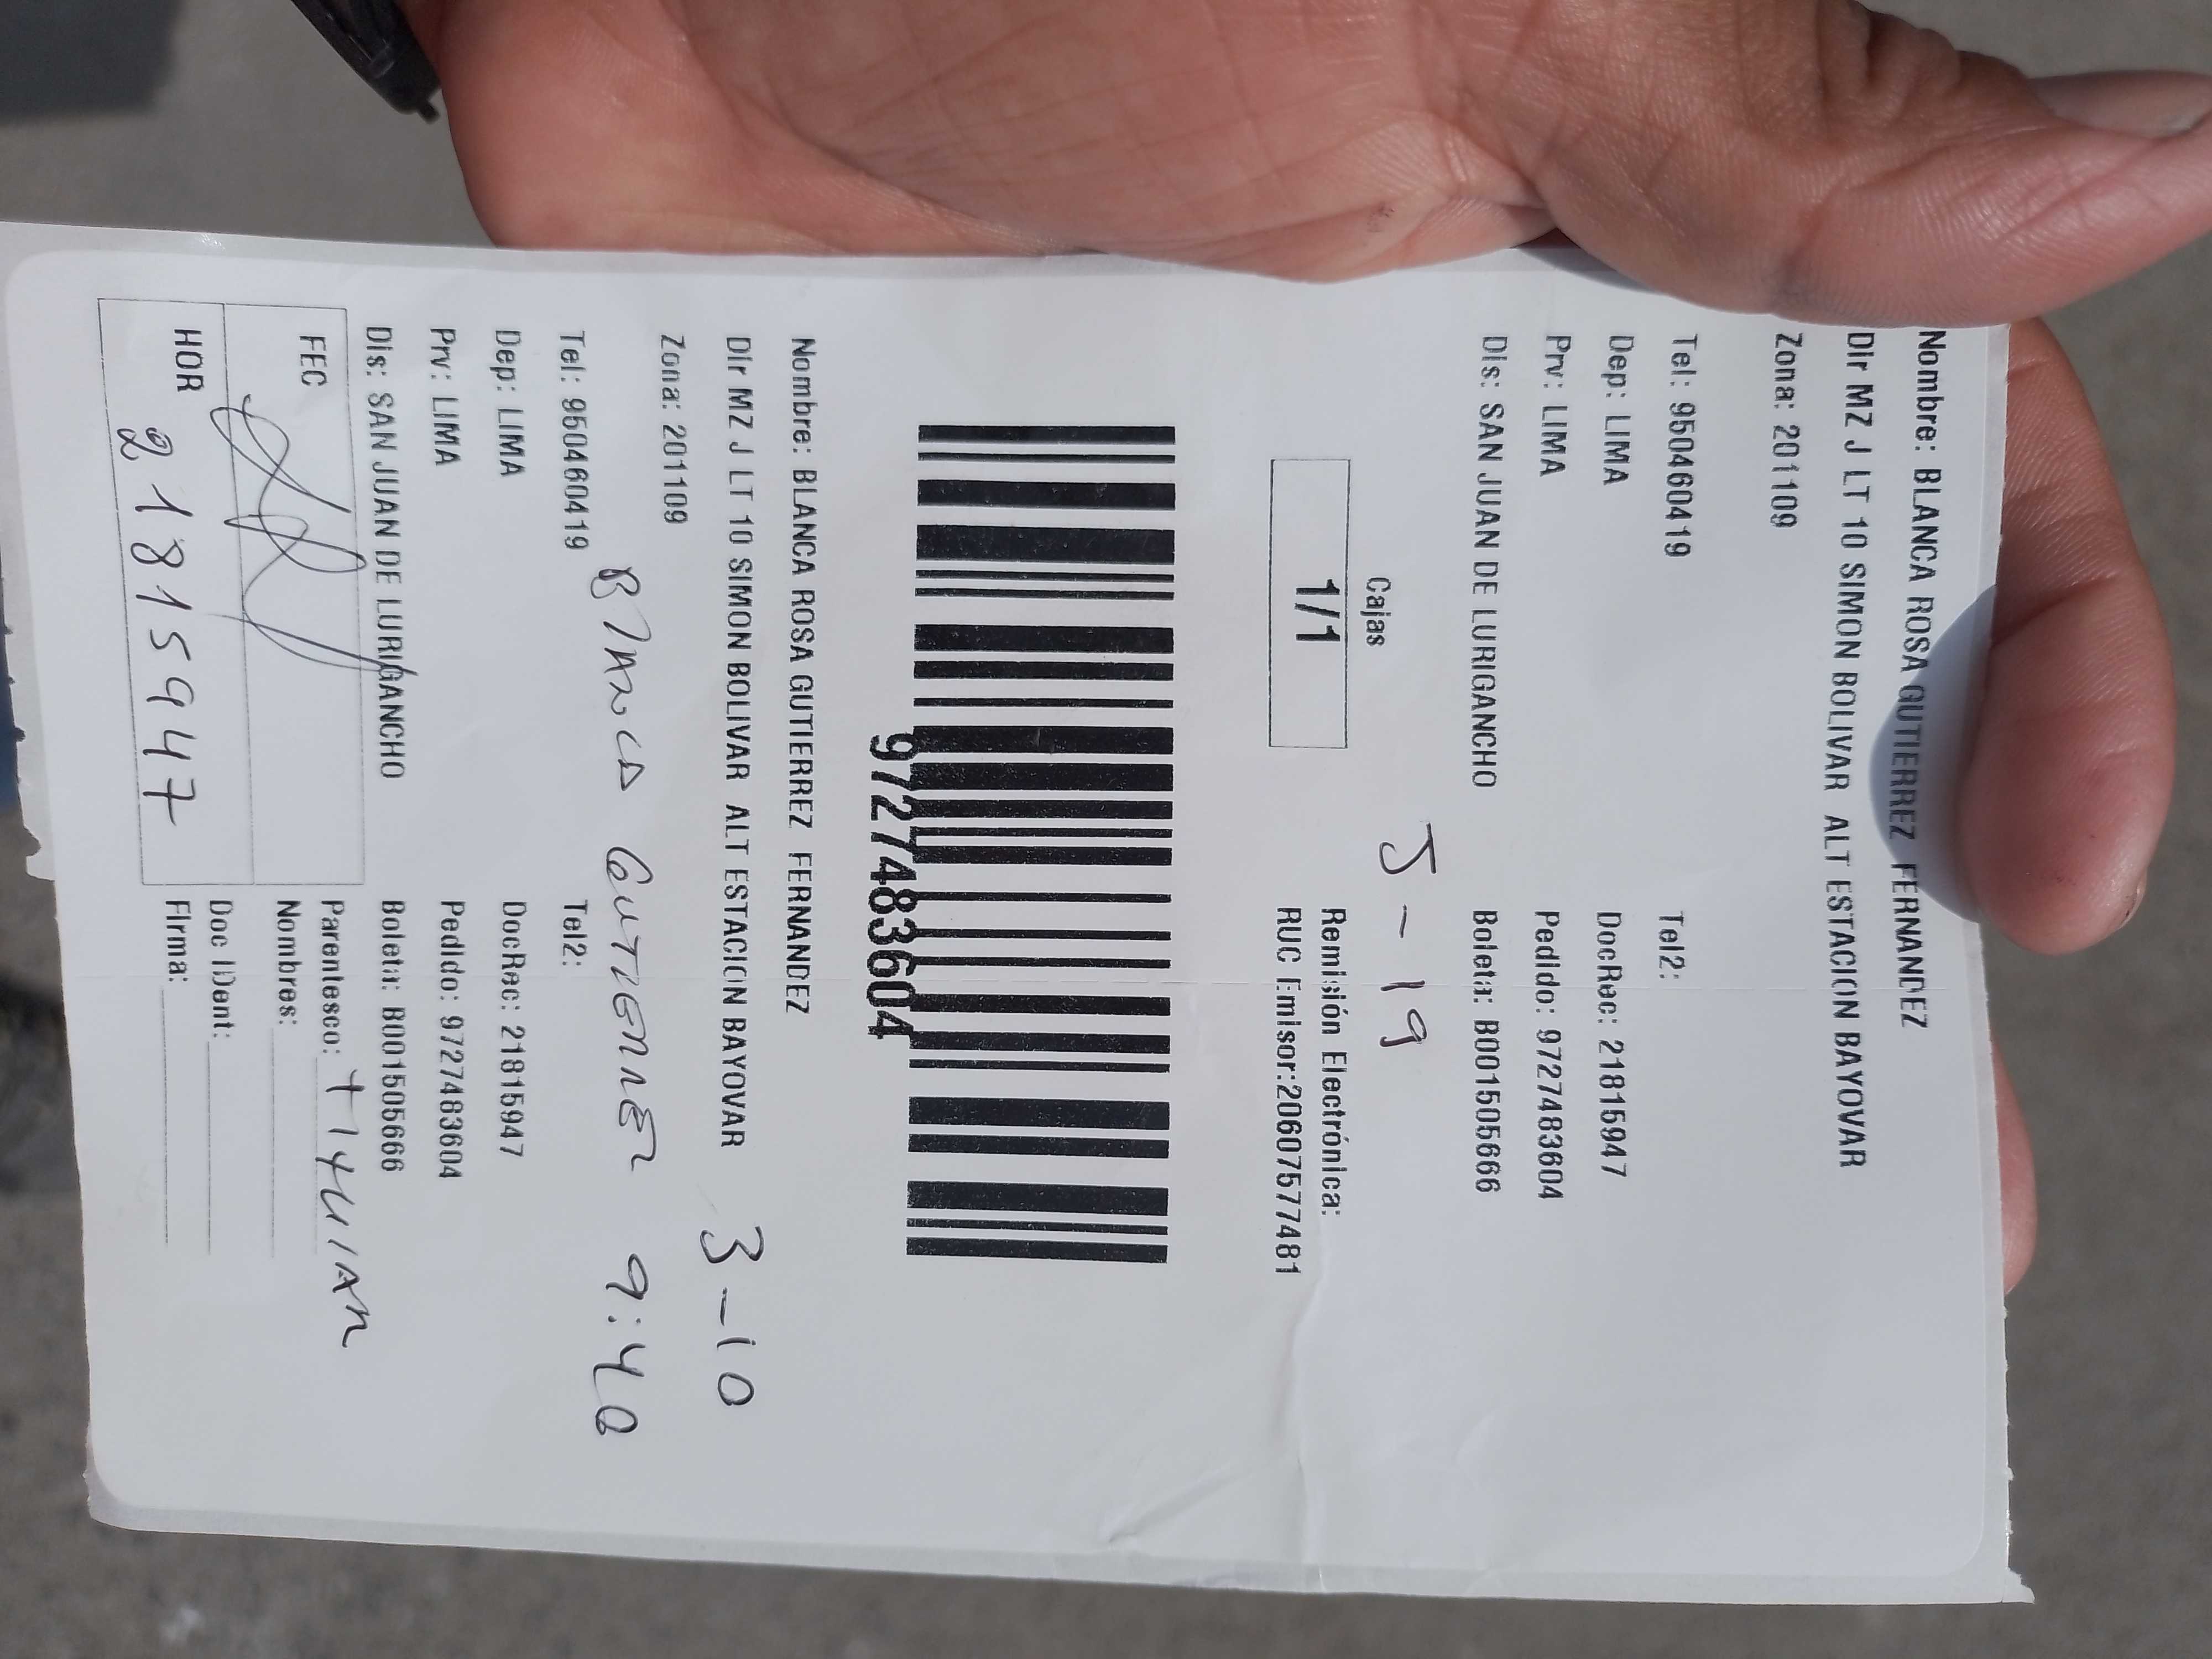 Nombre: BLANCA ROSA GUTIERREZ FERNANDEZ
Dir MZ J LT 10 SIMON BOLIVAR ALT ESTACION BAYOVAR
Zona: 201109
Tel: 950460419 Tel2:
Dep: LIMA DocRec: 21815947
Prv: LIMA Pedido: 9727483604
Dis: SAN JUAN DE LURIGANCHO Boleta: B001505666
J-19
Cajas Remisión Electrónica:
1/1 RUC Emisor:20607577481
9727483604
Nombre: BLANCA ROSA GUTIERREZ FERNANDEZ
Dir MZ J LT 10 SIMON BOLIVAR ALT ESTACION BAYOVAR 3-10
Zona: 201109
Blanca GUTIERREZ 9:40
Tel: 950460419 Tel2:
Dep: LIMA DocRec: 21815947
Prv: LIMA Pedido: 9727483604
Dis: SAN JUAN DE LURIGANCHO Boleta: B001505666
FEC Parentesco:
Nombres:
HOR 21815947 Doc IDent:
Firma: